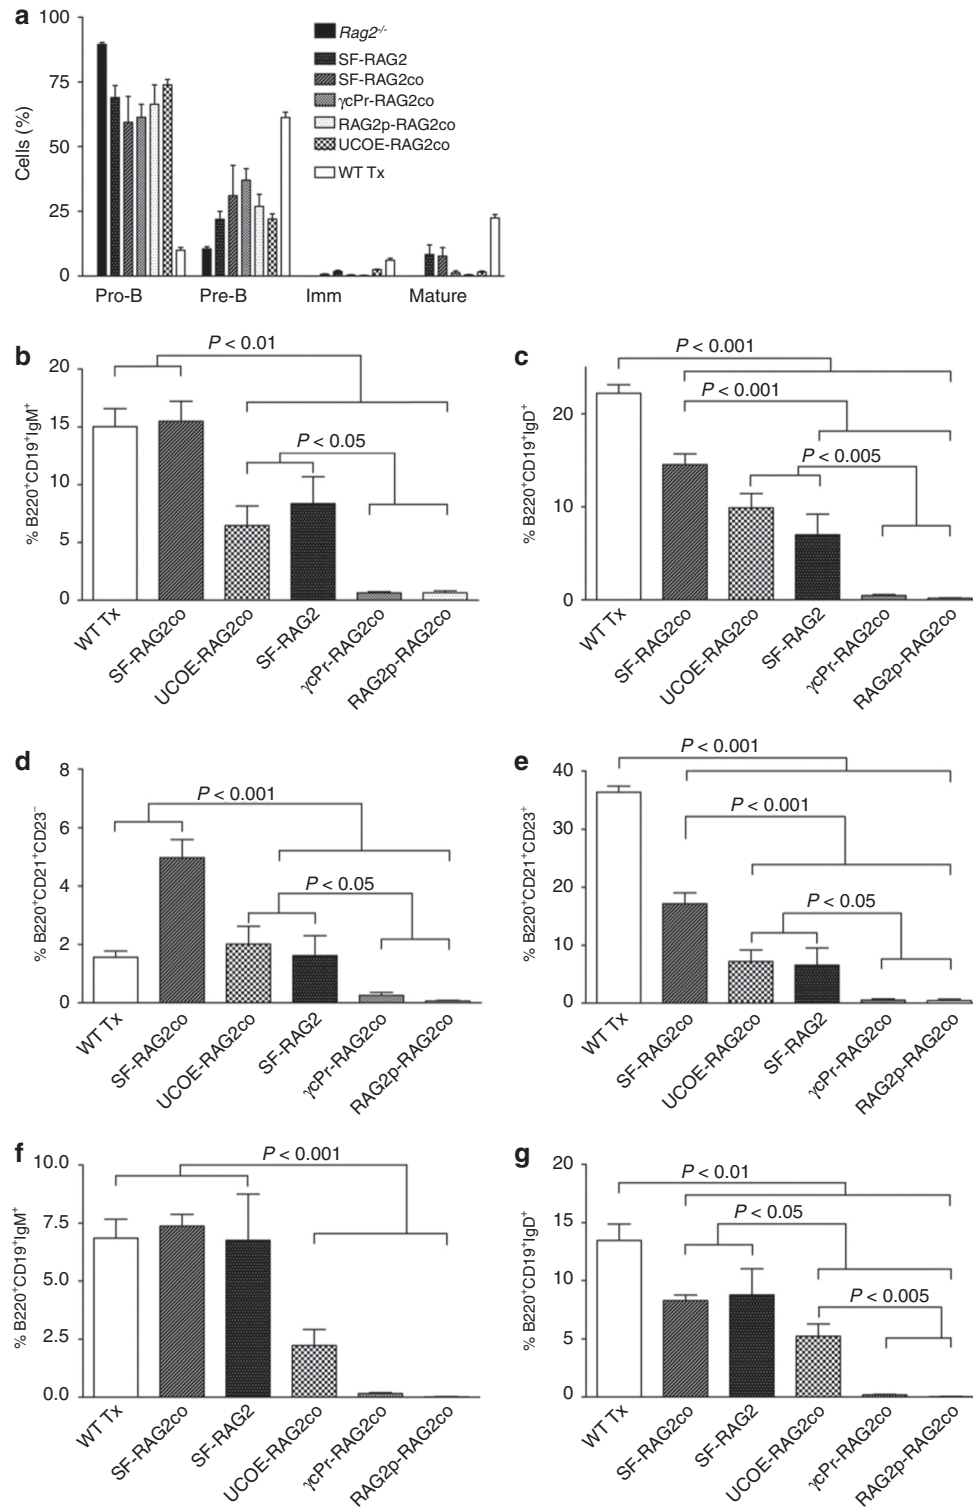 a
100
75
50
25
0
Cells (%)
Rag2-/-
SF-RAG2
SF-RAG2co
γcPr-RAG2co
RAG2p-RAG2co
UCOE-RAG2co
WT Tx
Pro-B Pre-B Imm Mature
b
% B220+CD19+IgM+
20
15
10
5
0
P < 0.01
P < 0.05
WT Tx
SF-RAG2co
UCOE-RAG2co
SF-RAG2
γcPr-RAG2co
RAG2p-RAG2co
c
% B220+CD19+IgD+
20
10
0
P < 0.001
P < 0.001
P < 0.005
WT Tx
SF-RAG2co
UCOE-RAG2co
SF-RAG2
γcPr-RAG2co
RAG2p-RAG2co
d
% B220+CD21+CD23−
8
6
4
2
0
P < 0.001
P < 0.05
WT Tx
SF-RAG2co
UCOE-RAG2co
SF-RAG2
γcPr-RAG2co
RAG2p-RAG2co
e
% B220+CD21+CD23+
40
30
20
10
0
P < 0.001
P < 0.001
P < 0.05
WT Tx
SF-RAG2co
UCOE-RAG2co
SF-RAG2
γcPr-RAG2co
RAG2p-RAG2co
f
% B220+CD19+IgM+
10.0
7.5
5.0
2.5
0.0
P < 0.001
WT Tx
SF-RAG2co
SF-RAG2
UCOE-RAG2co
γcPr-RAG2co
RAG2p-RAG2co
g
% B220+CD19+IgD+
20
15
10
5
0
P < 0.01
P < 0.05
P < 0.005
WT Tx
SF-RAG2co
SF-RAG2
UCOE-RAG2co
γcPr-RAG2co
RAG2p-RAG2co